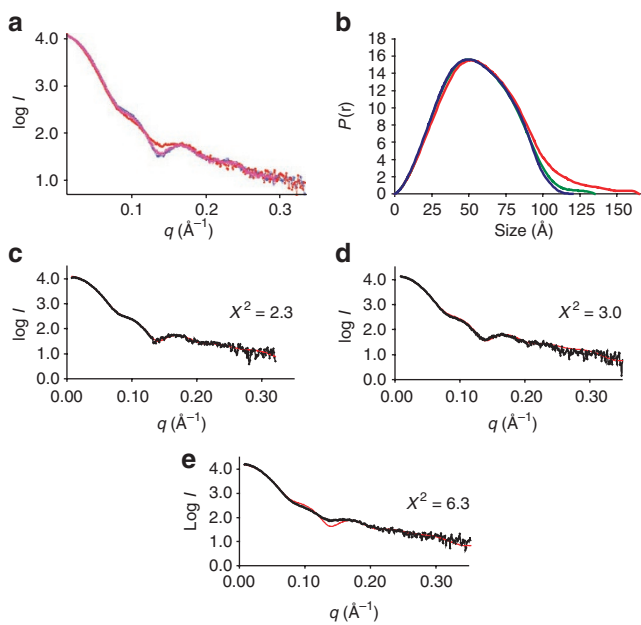 a
4.0
3.0
2.0
1.0
log I
0.1 0.2 0.3
q (Å⁻¹)
b
18
16
14
12
10
8
6
4
2
0
P(r)
0 25 50 75 100 125 150
Size (Å)
c
4.0
3.0
2.0
1.0
0.0
log I
X² = 2.3
0.00 0.10 0.20 0.30
q (Å⁻¹)
d
4.0
3.0
2.0
1.0
0.0
log I
X² = 3.0
0.00 0.10 0.20 0.30
q (Å⁻¹)
e
4.0
3.0
2.0
1.0
0.0
Log I
X² = 6.3
0.00 0.10 0.20 0.30
q (Å⁻¹)